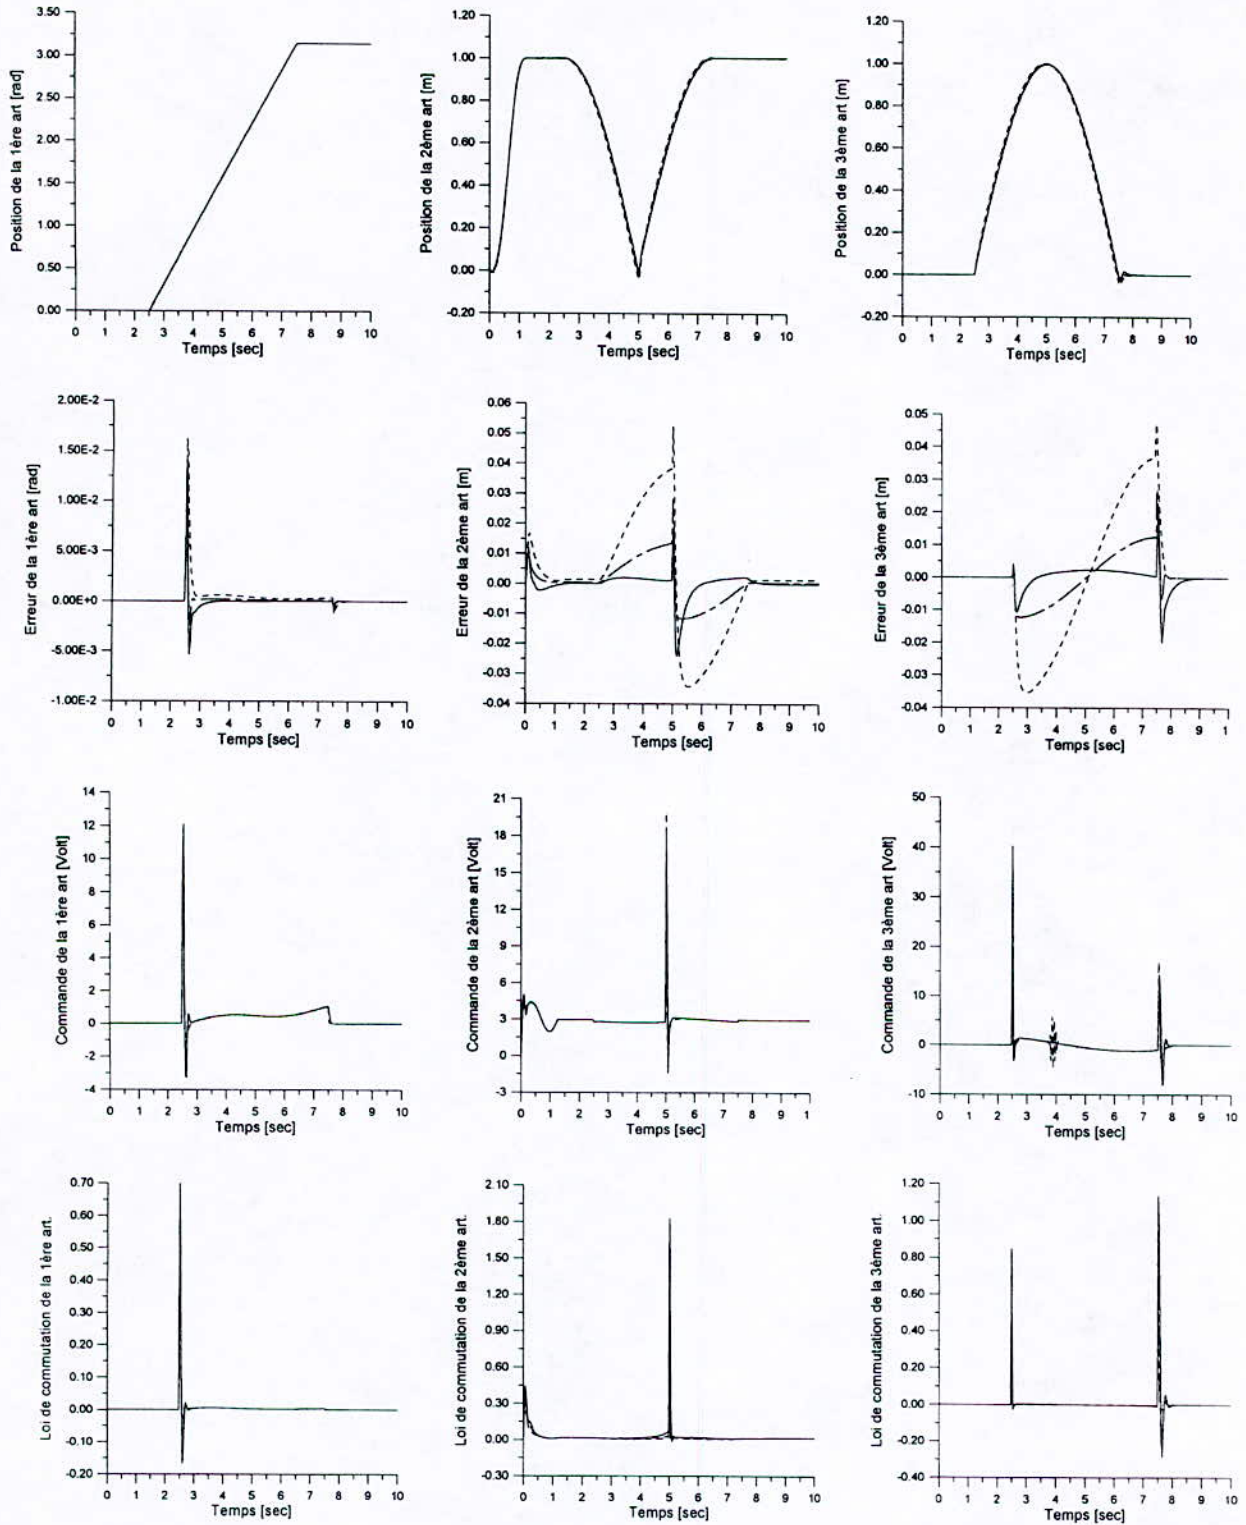 Position de la 1ère art [rad]
3.50
3.00
2.50
2.00
1.50
1.00
0.50
0.00
0 1 2 3 4 5 6 7 8 9 10
Temps [sec]
Position de la 2ème art [m]
1.20
1.00
0.80
0.60
0.40
0.20
0.00
-0.20
0 1 2 3 4 5 6 7 8 9 10
Temps [sec]
Position de la 3ème art [m]
1.20
1.00
0.80
0.60
0.40
0.20
0.00
-0.20
0 1 2 3 4 5 6 7 8 9 10
Temps [sec]
Erreur de la 1ère art [rad]
2.00E-2
1.50E-2
1.00E-2
5.00E-3
0.00E+0
-5.00E-3
-1.00E-2
0 1 2 3 4 5 6 7 8 9 10
Temps [sec]
Erreur de la 2ème art [m]
0.06
0.05
0.04
0.03
0.02
0.01
0.00
-0.01
-0.02
-0.03
-0.04
0 1 2 3 4 5 6 7 8 9 10
Temps [sec]
Erreur de la 3ème art [m]
0.05
0.04
0.03
0.02
0.01
0.00
-0.01
-0.02
-0.03
-0.04
0 1 2 3 4 5 6 7 8 9 1
Temps [sec]
Commande de la 1ère art [Volt]
14
12
10
8
6
4
2
0
-2
-4
0 1 2 3 4 5 6 7 8 9 10
Temps [sec]
Commande de la 2ème art [Volt]
21
18
15
12
9
6
3
0
-3
0 1 2 3 4 5 6 7 8 9 1
Temps [sec]
Commande de la 3ème art [Volt]
50
40
30
20
10
0
-10
0 1 2 3 4 5 6 7 8 9 10
Temps [sec]
Loi de commutation de la 1ère art.
0.70
0.60
0.50
0.40
0.30
0.20
0.10
0.00
-0.10
-0.20
0 1 2 3 4 5 6 7 8 9 10
Temps [sec]
Loi de commutation de la 2ème art.
2.10
1.80
1.50
1.20
0.90
0.60
0.30
0.00
-0.30
0 1 2 3 4 5 6 7 8 9 10
Temps [sec]
Loi de commutation de la 3ème art.
1.20
1.00
0.80
0.60
0.40
0.20
0.00
-0.20
-0.40
0 1 2 3 4 5 6 7 8 9 10
Temps [sec]